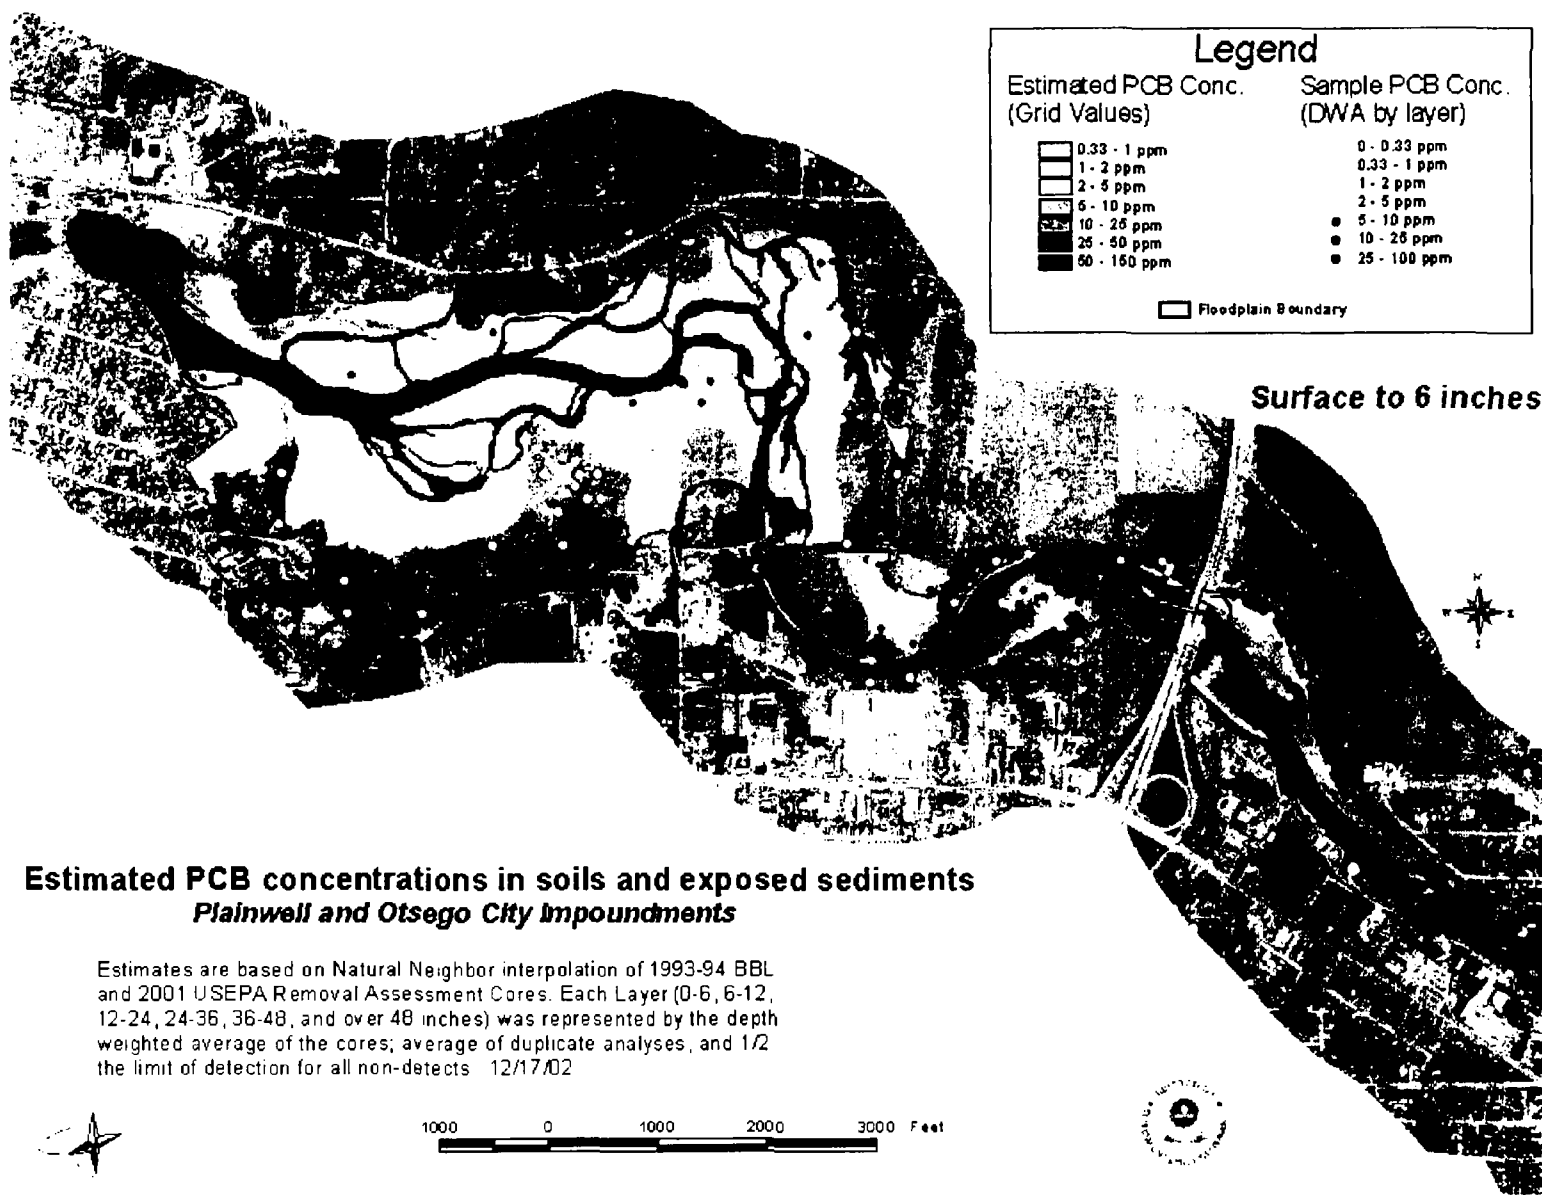 Legend
Estimated PCB Conc.
(Grid Values)
0.33 - 1 ppm
1 - 2 ppm
2 - 5 ppm
5 - 10 ppm
10 - 25 ppm
25 - 50 ppm
50 - 150 ppm
Sample PCB Conc.
(DWA by layer)
0 - 0.33 ppm
0.33 - 1 ppm
1 - 2 ppm
2 - 5 ppm
5 - 10 ppm
10 - 25 ppm
25 - 100 ppm
Floodplain Boundary
Surface to 6 inches
N
W E
S
Estimated PCB concentrations in soils and exposed sediments
Plainwell and Otsego City Impoundments
Estimates are based on Natural Neighbor interpolation of 1993-94 BBL
and 2001 USEPA Removal Assessment Cores. Each Layer (0-6, 6-12,
12-24, 24-36, 36-48, and over 48 inches) was represented by the depth
weighted average of the cores; average of duplicate analyses, and 1/2
the limit of detection for all non-detects 12/17/02
1000 0 1000 2000 3000 Feet